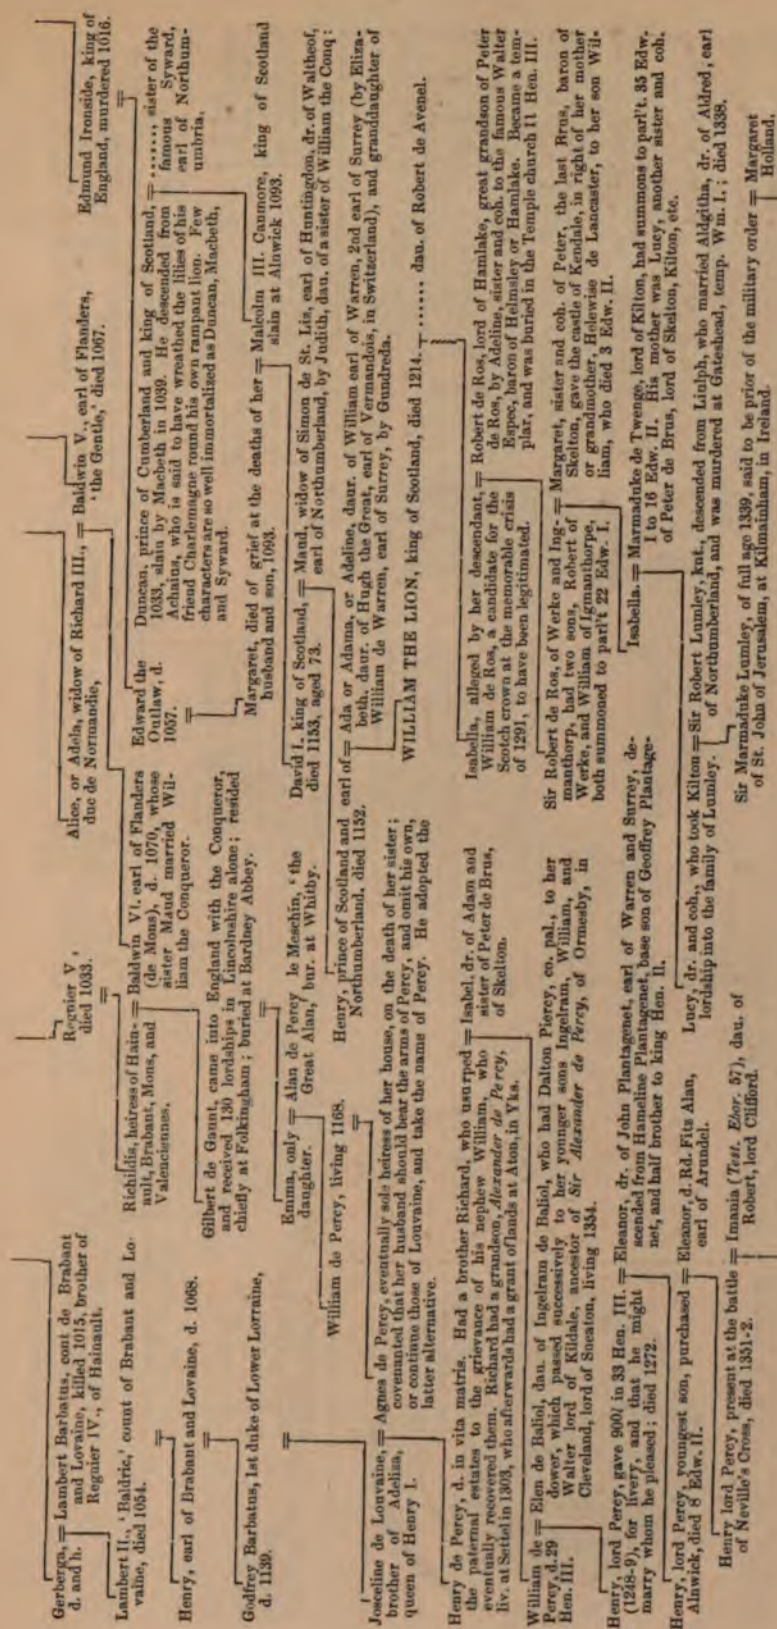 Gerberga, = Lambert Barbatus, cont de Brabant
d. and h. and Lovaine, killed 1015, brother of
Regnier IV., of Hainault.
Regnier V,
died 1033.
Alice, or Adela, widow of Richard III.,
duc de Normandie,
= Baldwin V., earl of Flanders,
'the Gentle,' died 1067.
Edmund Ironside, king of
England, murdered 1016.
Lambert II., 'Baldric,' count of Brabant and Lo-
vaine, died 1054.
Richildis, heiress of Hain-
ault, Brabant, Mons, and
Valenciennes.
= Baldwin VI. earl of Flanders
(de Mons), d. 1070, whose
sister Maud married Wil-
liam the Conqueror.
Edward the
Outlaw, d.
1057.
Duncan, prince of Cumberland and king of Scotland,
1033, slain by Macbeth in 1039. He descended from
Achaius, who is said to have wreathed the lilies of his
friend Charlemagne round his own rampant lion. Few
characters are so well immortalized as Duncan, Macbeth,
and Syward.
= ......, sister of the
famous Syward,
earl of Northum-
umbria.
Henry, earl of Brabant and Lovaine, d. 1068.
Gilbert de Gaunt, came into England with the Conqueror,
and received 130 lordships in Lincolnshire alone; resided
chiefly at Folkingham; buried at Bardney Abbey.
Margaret, died of grief at the deaths of her
husband and son, 1093.
= Malcolm III. Canmore, king of Scotland
slain at Alnwick 1093.
Godfrey Barbatus, 1st duke of Lower Lorraine,
d. 1139.
Emma, only
daughter.
= Alan de Percy le Meschin, 'the
Great Alan,' bur. at Whitby.
David I. king of Scotland,
died 1153, aged 73.
= Maud, widow of Simon de St. Lis, earl of Huntingdon, dr. of Waltheof,
earl of Northumberland, by Judith, dau. of a sister of William the Conq:
William de Percy, living 1168.
Henry, prince of Scotland and earl of
Northumberland, died 1152.
= Ada or Adama, or Adeline, daur. of William earl of Warren, 2nd earl of Surrey (by Eliza-
beth, daur. of Hugh the Great, earl of Vermandois, in Switzerland), and granddaughter of
William de Warren, earl of Surrey, by Gundreda.
Josceline de Louvaine,
brother of Adeliza,
queen of Henry I.
= Agnes de Percy, eventually sole heiress of her house, on the death of her sister;
covenanted that her husband should bear the arms of Percy, and omit his own,
or continue those of Louvaine, and take the name of Percy. He adopted the
latter alternative.
WILLIAM THE LION, king of Scotland, died 1214. = ...... dau. of Robert de Avenel.
Henry de Percy, d. in vita matris. Had a brother Richard, who usurped
the paternal estates to the grievance of his nephew William, who
eventually recovered them. Richard had a grandson, Alexander de Percy,
liv. at Settel in 1303, who afterwards had a grant of lands at Aton, in Yks.
= Isabel, dr. of Adam and
sister of Peter de Brus,
of Skelton.
Isabella, alleged by her descendant,
William de Ros, a candidate for the
Scotch crown at the memorable crisis
of 1291, to have been legitimated.
= Robert de Ros, lord of Hamlake, great grandson of Peter
de Ros, by Adeline, sister and coh. to the famous Walter
Espec, baron of Helmsley or Hamlake. Became a tem-
plar, and was buried in the Temple church 11 Hen. III.
William de
Percy, d. 29
Hen. III.
= Elen de Baliol, dau. of Ingelram de Baliol, who had Dalton Piercy, co. pal., to her
dower, which passed successively to her younger sons Ingelram, William, and
Walter lord of Kildale, ancestor of Sir Alexander de Percy, of Ormesby, in
Cleveland, lord of Sneaton, living 1334.
Sir Robert de Ros, of Werke and Ing-
manthorp, had two sons, Robert of
Werke, and William of Igmanthorpe,
both summoned to parl't 22 Edw. I.
= Margaret, sister and coh. of Peter, the last Brus, baron of
Skelton, gave the castle of Kendale, in right of her mother
or grandmother, Helewise de Lancaster, to her son Wil-
liam, who died 3 Edw. II.
Henry, lord Percy, gave 900l in 33 Hen. III.
(1248-9), for livery, and that he might
marry whom he pleased; died 1272.
= Eleanor, dr. of John Plantagenet, earl of Warren and Surrey, de-
scended from Hameline Plantagenet, base son of Geoffrey Plantage-
net, and half brother to king Hen. II.
Isabella. = Marmaduke de Twenge, lord of Kilton, had summons to parl't. 35 Edw.
I to 16 Edw. II. His mother was Lucy, another sister and coh.
of Peter de Brus, lord of Skelton, Kilton, etc.
Henry, lord Percy, youngest son, purchased
Alnwick, died 8 Edw. II.
= Eleanor, d. Rd. Fitz Alan,
earl of Arundel.
Lucy, dr. and coh., who took Kilton
lordship into the family of Lumley.
= Sir Robert Lumley, knt., descended from Liulph, who married Aldgitha, dr. of Aldred, earl
of Northumberland, and was murdered at Gateshead, temp. Wm. I.; died 1338.
Henry lord Percy, present at the battle
of Neville's Cross, died 1351-2.
= Imania (Test. Ebor. 57), dau. of
Robert, lord Clifford.
Sir Marmaduke Lumley, of full age 1339, said to be prior of the military order
of St. John of Jerusalem, at Kilmainham, in Ireland.
= Margaret
Holland,